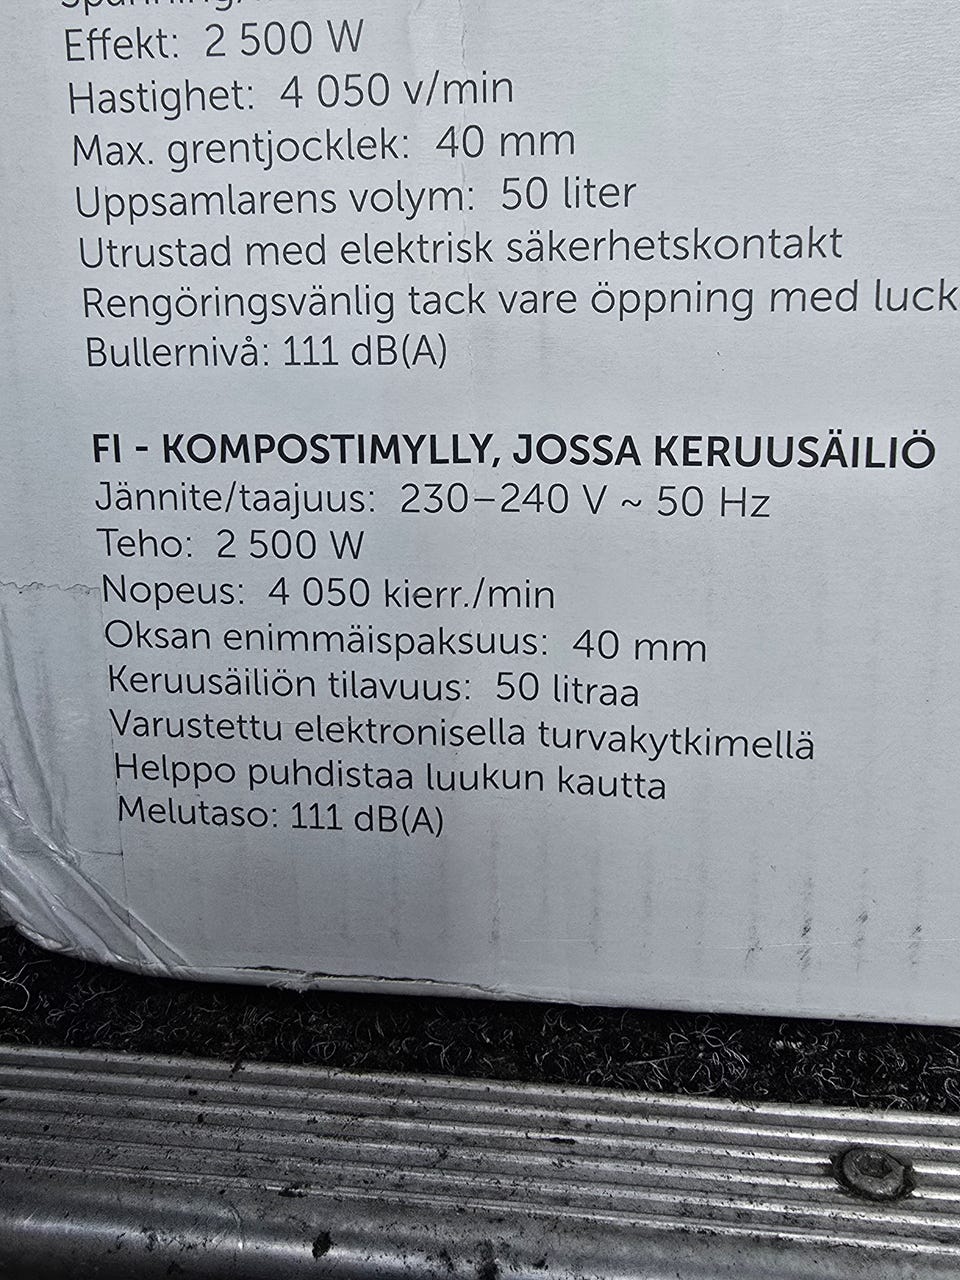 Effekt: 2 500 W
Hastighet: 4 050 v/min
Max. grentjocklek: 40 mm
Uppsamlarens volym: 50 liter
Utrustad med elektrisk säkerhetskontakt
Rengöringsvänlig tack vare öppning med luck
Bullernivå: 111 dB(A)
FI - KOMPOSTIMYLLY, JOSSA KERUUSÄILIÖ
Jännite/taajuus: 230–240 V ~ 50 Hz
Teho: 2 500 W
Nopeus: 4 050 kierr./min
Oksan enimmäispaksuus: 40 mm
Keruusäiliön tilavuus: 50 litraa
Varustettu elektronisella turvakytkimellä
Helppo puhdistaa luukun kautta
Melutaso: 111 dB(A)